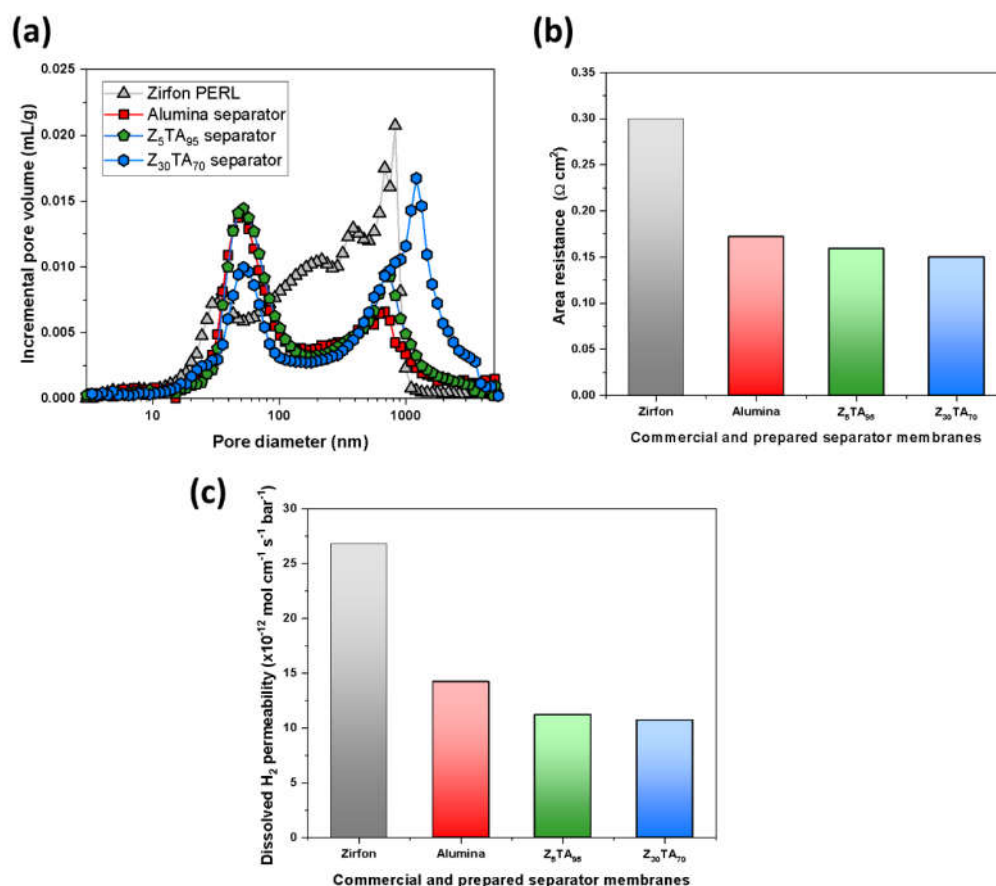 (a)
0.025
0.020
0.015
0.010
0.005
0.000
Incremental pore volume (mL/g)
Zirfon PERL
Alumina separator
Z₅TA₉₅ separator
Z₃₀TA₇₀ separator
10
100
1000
Pore diameter (nm)
(b)
0.35
0.30
0.25
0.20
0.15
0.10
0.05
0.00
Area resistance (Ω cm²)
Zirfon
Alumina
Z₅TA₉₅
Z₃₀TA₇₀
Commercial and prepared separator membranes
(c)
30
25
20
15
10
5
0
Dissolved H₂ permeability (x10⁻¹² mol cm⁻¹ s⁻¹ bar⁻¹)
Zirfon
Alumina
Z₅TA₉₅
Z₃₀TA₇₀
Commercial and prepared separator membranes